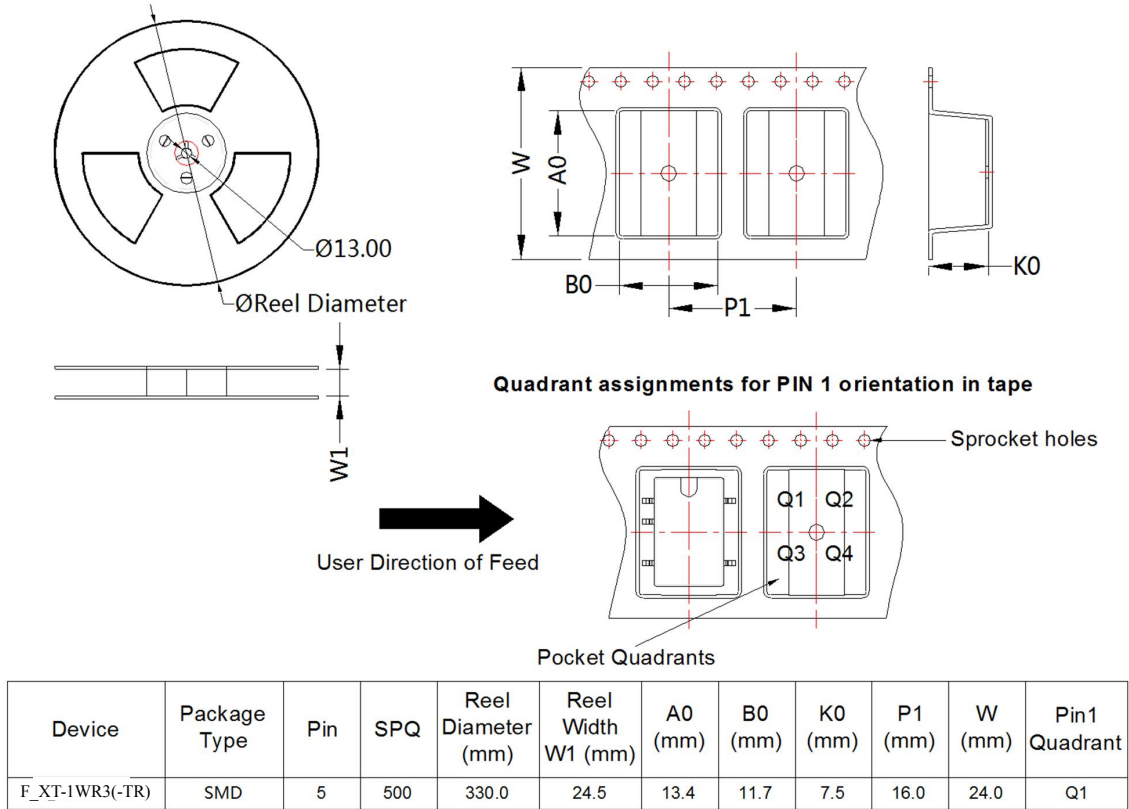 W
A0
B0
P1
K0
Ø13.00
ØReel Diameter
W1
Quadrant assignments for PIN 1 orientation in tape
Sprocket holes
Q1 Q2
Q3 Q4
User Direction of Feed
Pocket Quadrants
Device Package Type Pin SPQ Reel Diameter (mm) Reel Width W1 (mm) A0 (mm) B0 (mm) K0 (mm) P1 (mm) W (mm) Pin1 Quadrant
F_XT-1WR3(-TR) SMD 5 500 330.0 24.5 13.4 11.7 7.5 16.0 24.0 Q1